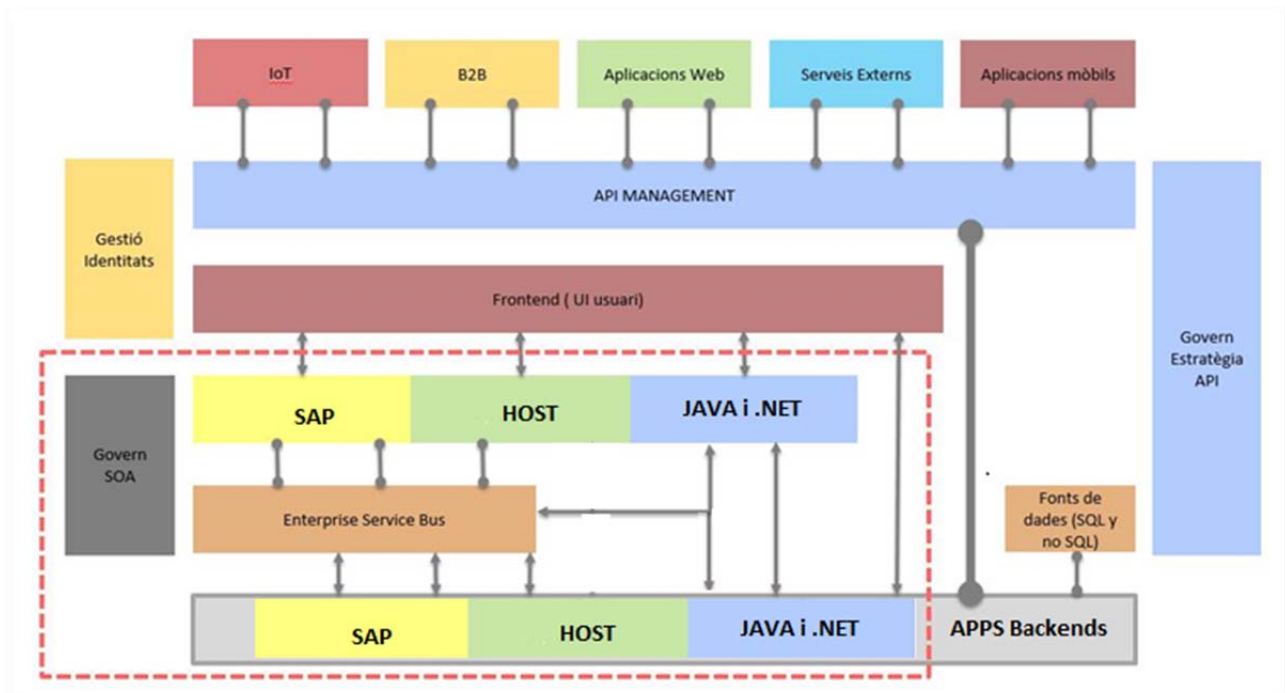 IoT
B2B
Aplicacions Web
Serveis Externs
Aplicacions mòbils
API MANAGEMENT
Gestió
Identitats
Frontend ( UI usuari)
Govern
Estratègia
API
SAP
HOST
JAVA i .NET
Govern
SOA
Enterprise Service Bus
Fonts de
dades (SQL y
no SQL)
SAP
HOST
JAVA i .NET
APPS Backends